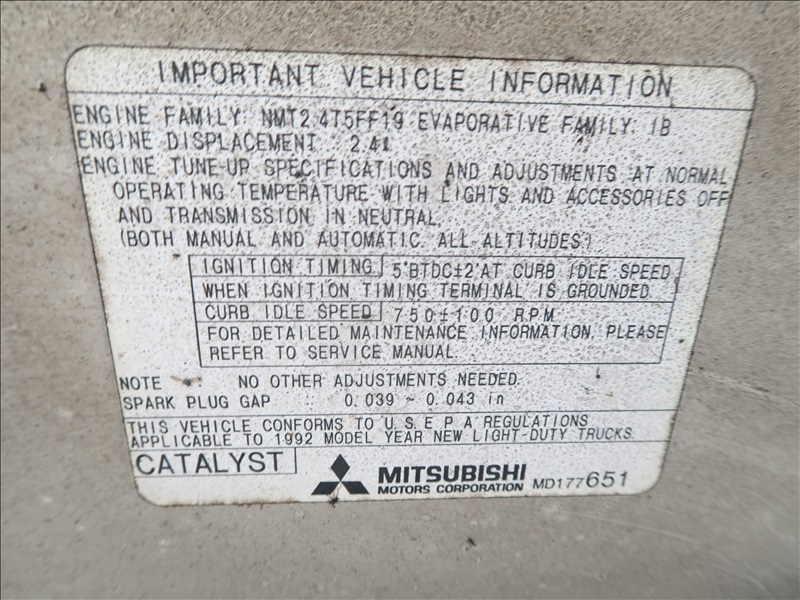 IMPORTANT VEHICLE INFORMATION
ENGINE FAMILY: NMT2.4T5FF19 EVAPORATIVE FAMILY: 1B
ENGINE DISPLACEMENT 2.4L
ENGINE TUNE-UP SPECIFICATIONS AND ADJUSTMENTS AT NORMAL
OPERATING TEMPERATURE WITH LIGHTS AND ACCESSORIES OFF
AND TRANSMISSION IN NEUTRAL.
(BOTH MANUAL AND AUTOMATIC. ALL ALTITUDES)
IGNITION TIMING 5°BTDC±2°AT CURB IDLE SPEED
WHEN IGNITION TIMING TERMINAL IS GROUNDED
CURB IDLE SPEED 750±100 RPM
FOR DETAILED MAINTENANCE INFORMATION, PLEASE
REFER TO SERVICE MANUAL.
NOTE : NO OTHER ADJUSTMENTS NEEDED.
SPARK PLUG GAP : 0.039 ~ 0.043 in
THIS VEHICLE CONFORMS TO U.S.E.P.A REGULATIONS
APPLICABLE TO 1992 MODEL YEAR NEW LIGHT-DUTY TRUCKS.
CATALYST
MITSUBISHI
MOTORS CORPORATION MD177651